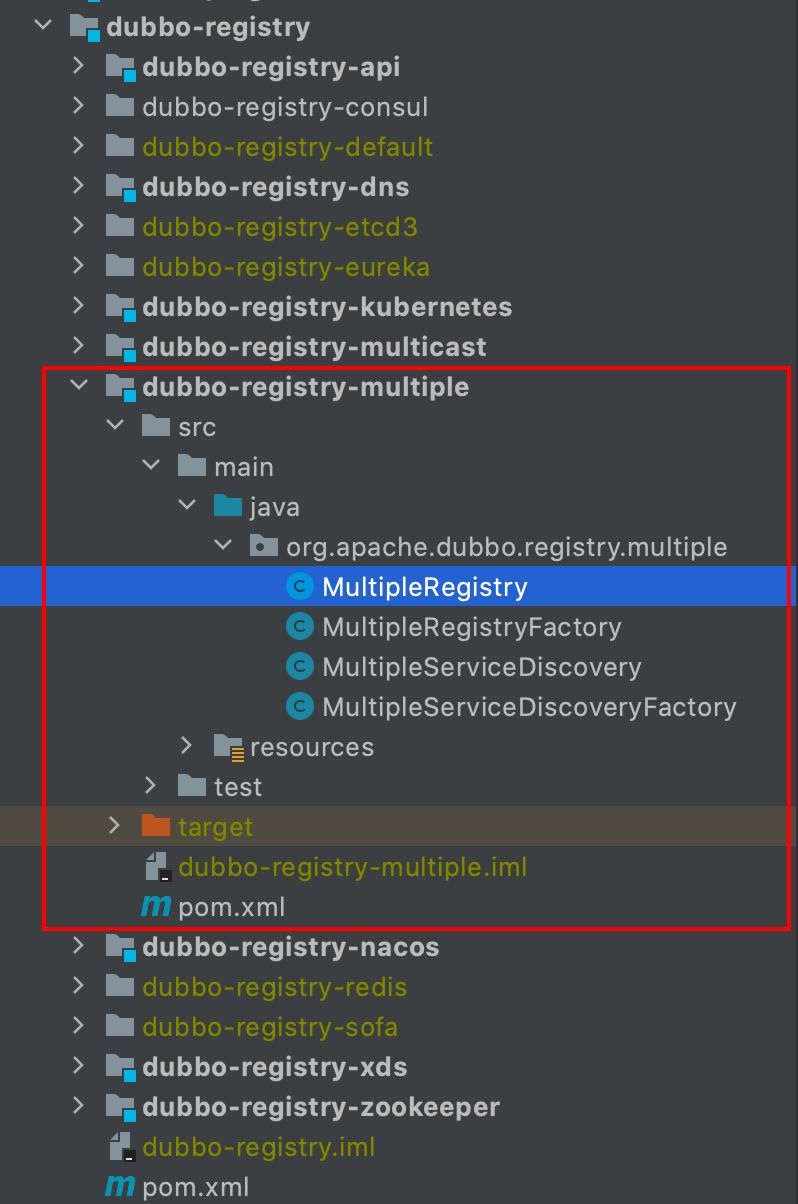 dubbo-registry
dubbo-registry-api
dubbo-registry-consul
dubbo-registry-default
dubbo-registry-dns
dubbo-registry-etcd3
dubbo-registry-eureka
dubbo-registry-kubernetes
dubbo-registry-multicast
dubbo-registry-multiple
src
main
java
org.apache.dubbo.registry.multiple
C MultipleRegistry
C MultipleRegistryFactory
C MultipleServiceDiscovery
C MultipleServiceDiscoveryFactory
resources
test
target
dubbo-registry-multiple.iml
m pom.xml
dubbo-registry-nacos
dubbo-registry-redis
dubbo-registry-sofa
dubbo-registry-xds
dubbo-registry-zookeeper
dubbo-registry.iml
m pom.xml